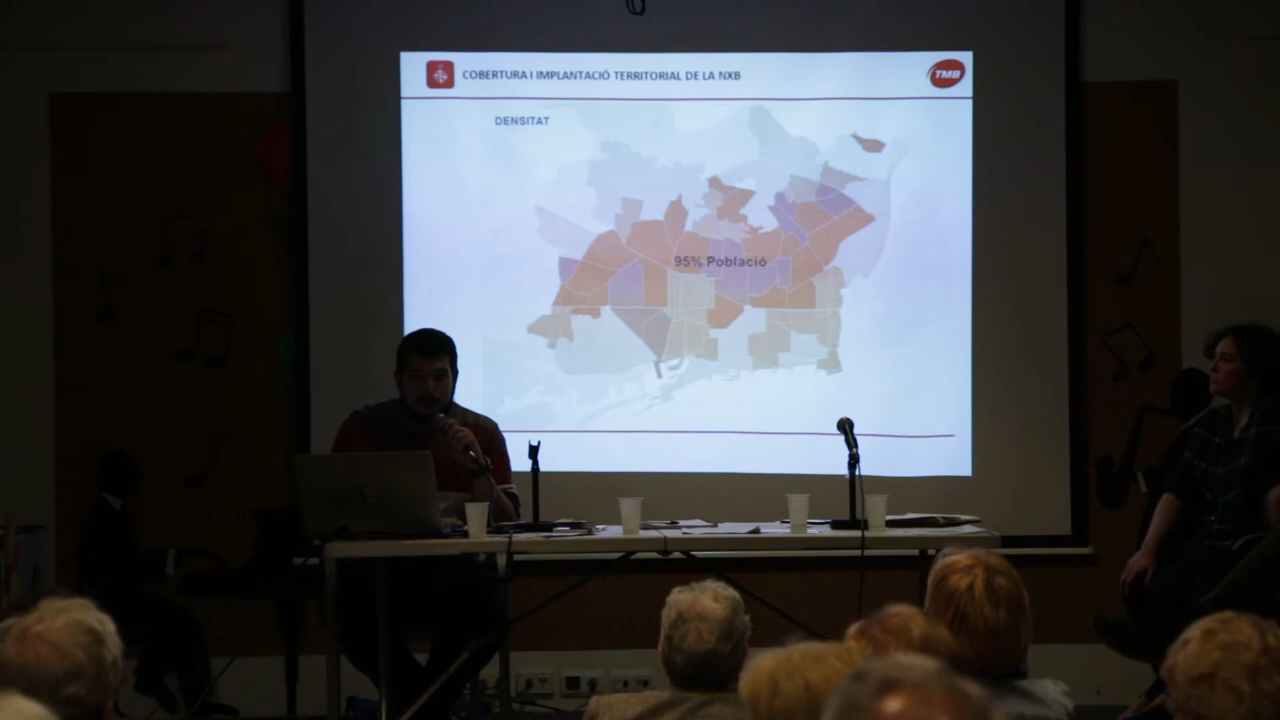 COBERTURA I IMPLANTACIÓ TERRITORIAL DE LA NXB
TMB
DENSITAT
95% Població